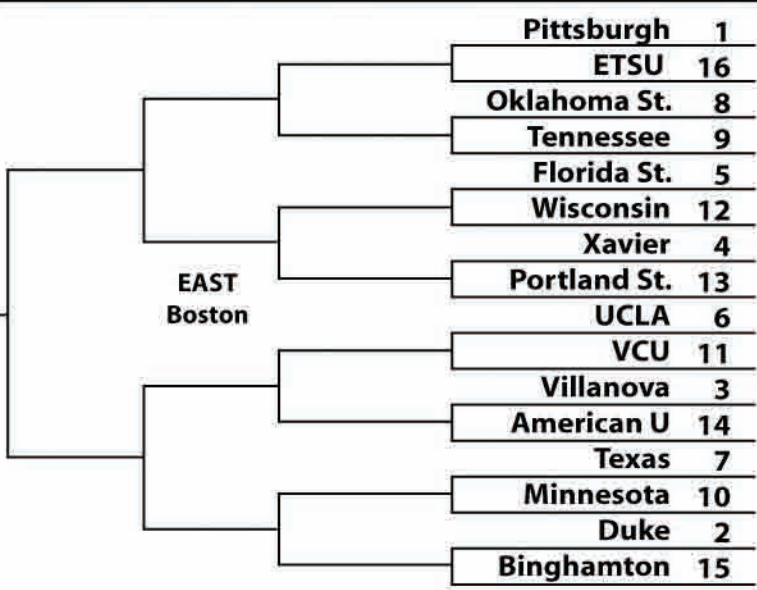 Pittsburgh 1
ETSU 16
Oklahoma St. 8
Tennessee 9
Florida St. 5
Wisconsin 12
Xavier 4
Portland St. 13
EAST
Boston
UCLA 6
VCU 11
Villanova 3
American U 14
Texas 7
Minnesota 10
Duke 2
Binghamton 15